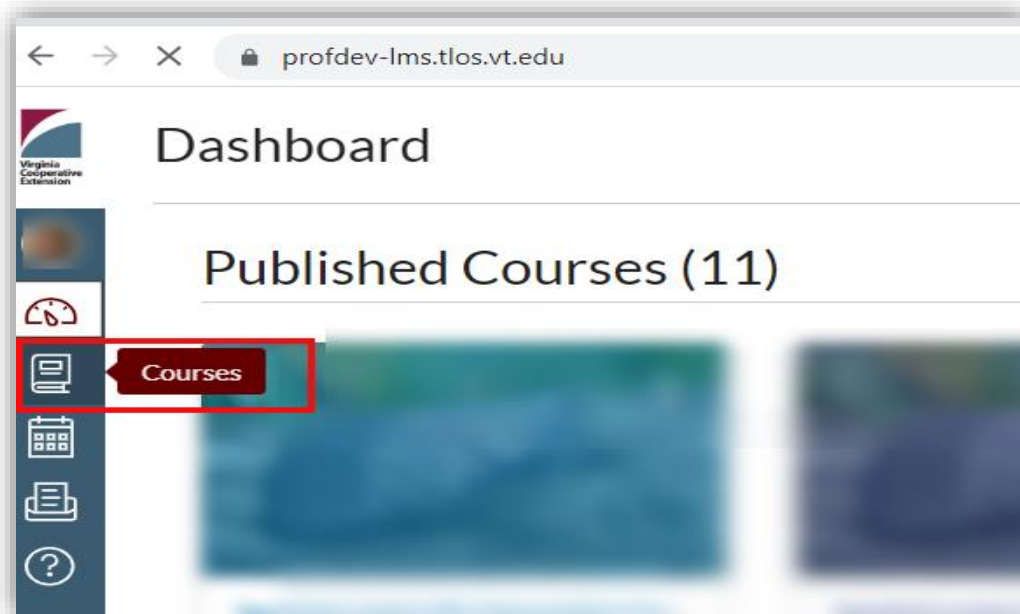 profdev-lms.tlos.vt.edu
Virginia
Cooperative
Extension
Dashboard
Published Courses (11)
Courses